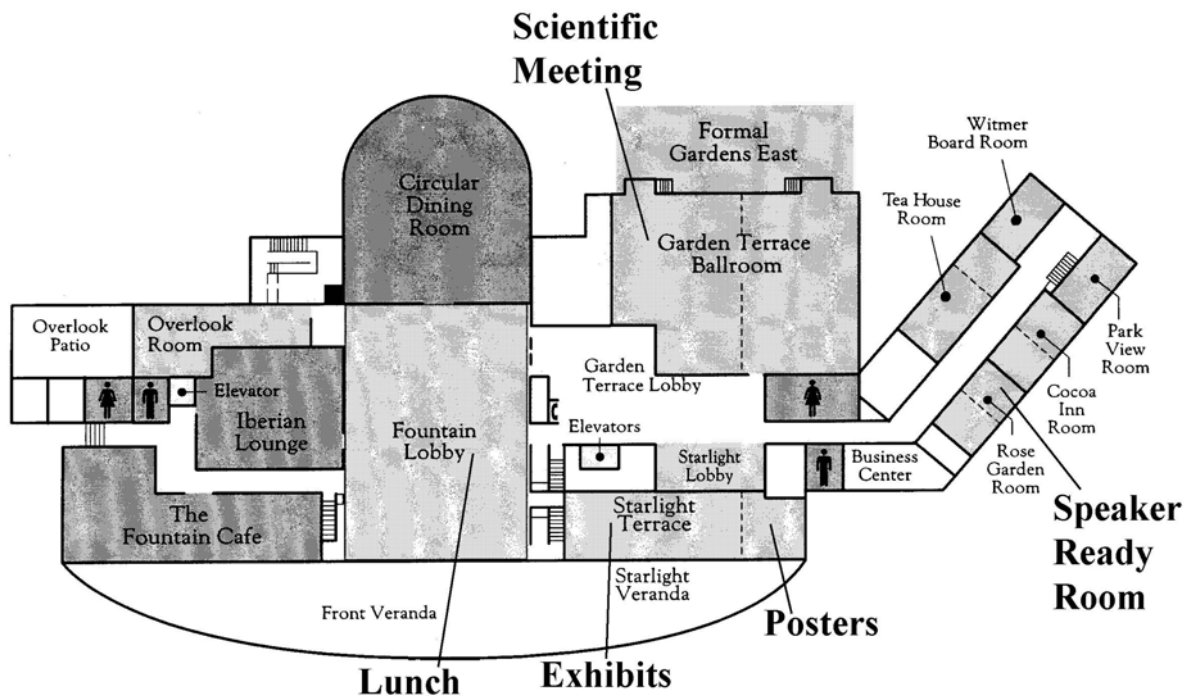 Scientific
Meeting
Formal
Gardens East
Witmer
Board Room
Circular
Dining
Room
Tea House
Room
Garden Terrace
Ballroom
Overlook
Patio
Overlook
Room
Park
View
Room
Garden
Terrace Lobby
Elevator
Cocoa
Inn
Room
Iberian
Lounge
Fountain
Lobby
Elevators
Starlight
Lobby
Business
Center
Rose
Garden
Room
The
Fountain Cafe
Starlight
Terrace
Speaker
Ready
Room
Front Veranda
Starlight
Veranda
Posters
Lunch
Exhibits